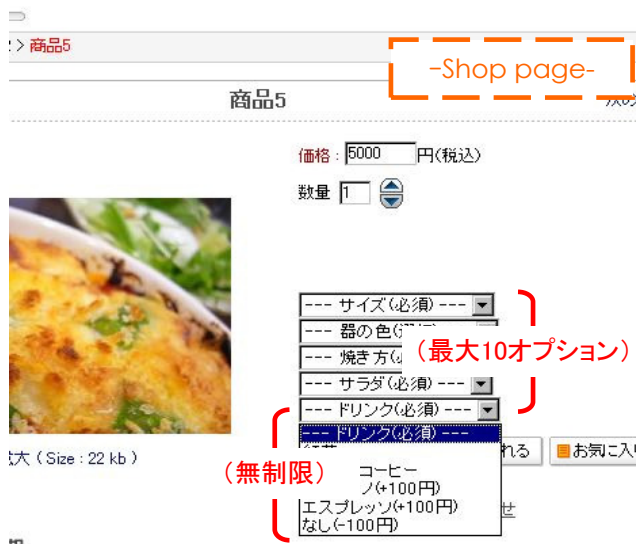 > 商品5
-Shop page-
商品5
価格 : 5000 円(税込)
数量 1
--- サイズ(必須) ---
--- 器の色
--- 焼き方
(最大10オプション)
--- サラダ(必須) ---
--- ドリンク(必須) ---
--- ドリンク(必須) ---
れる
お気に入
拡大 ( Size : 22 kb )
(無制限)
コーヒー
ノ(+100円)
エスプレッソ(+100円)
せ
なし(-100円)